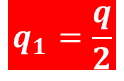 q₁ = q/2